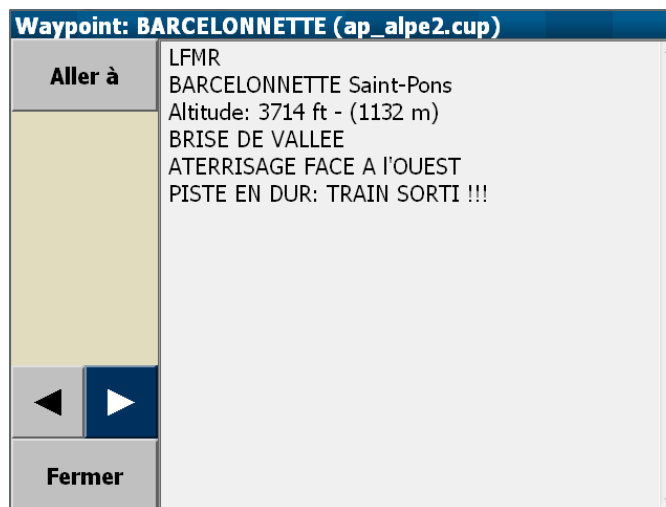 Waypoint: BARCELONNETTE (ap_alpe2.cup)
Aller à
LFMR
BARCELONNETTE Saint-Pons
Altitude: 3714 ft - (1132 m)
BRISE DE VALLEE
ATERRISAGE FACE A l'OUEST
PISTE EN DUR: TRAIN SORTI !!!
Fermer